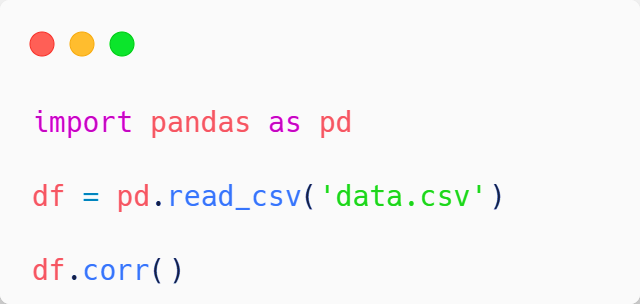 import pandas as pd
df = pd.read_csv('data.csv')
df.corr()